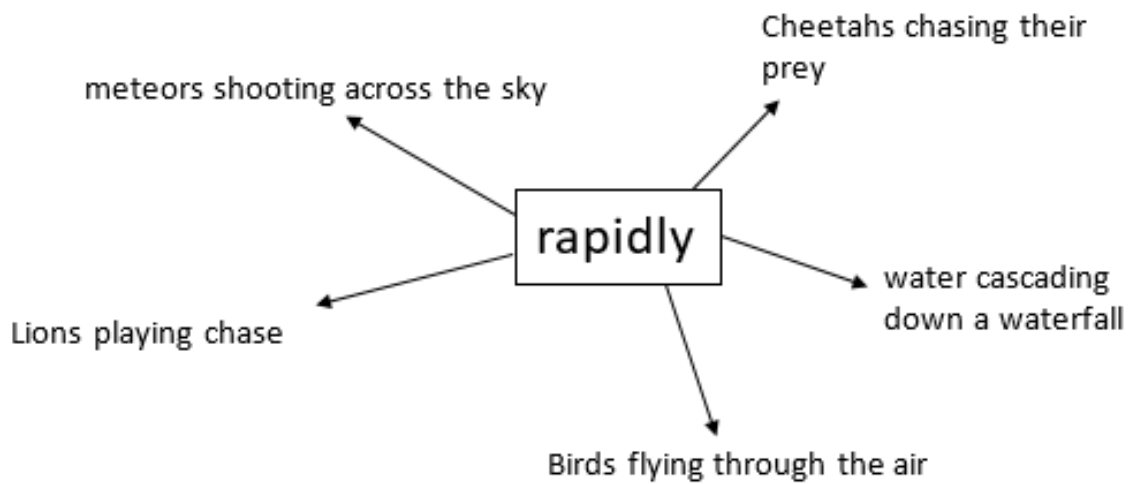 Cheetahs chasing their
prey
meteors shooting across the sky
rapidly
water cascading
down a waterfall
Lions playing chase
Birds flying through the air